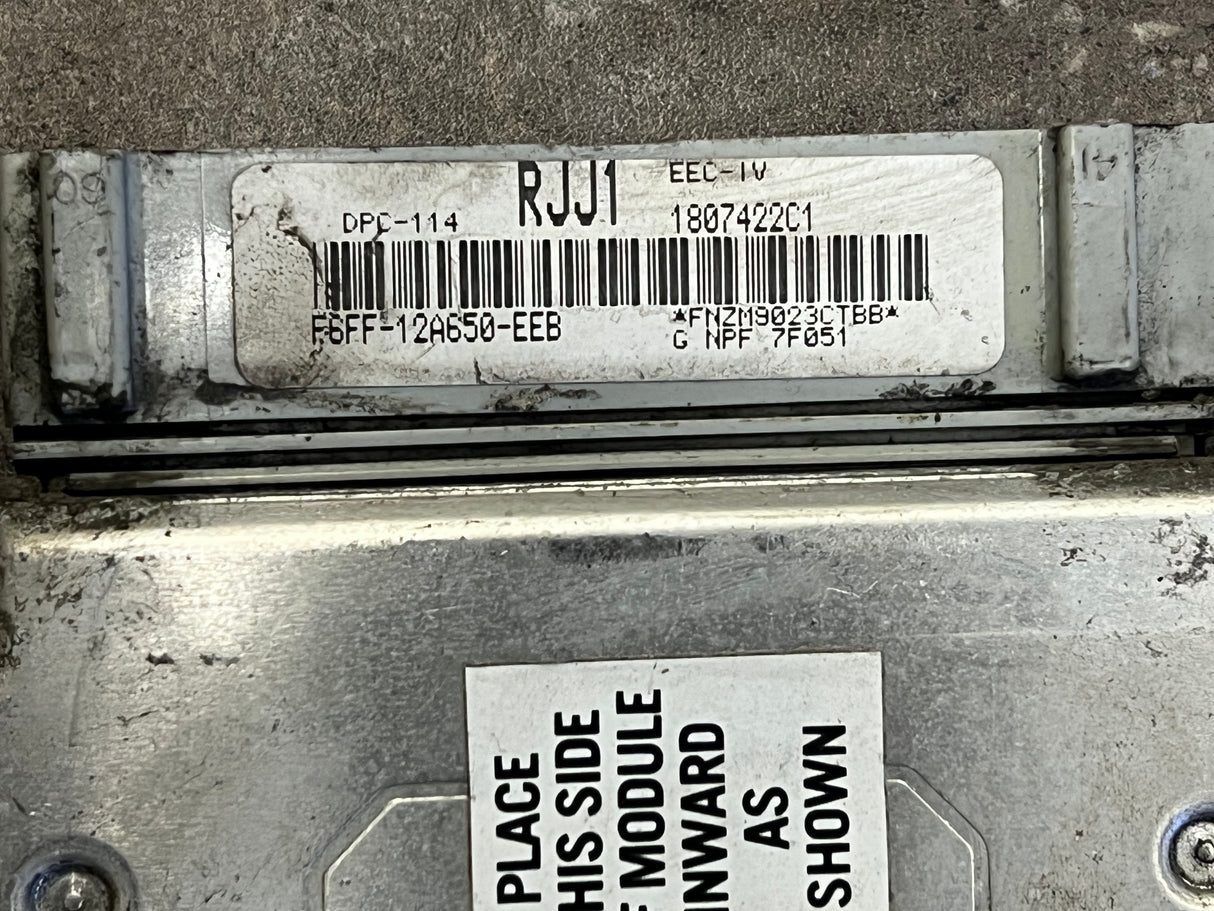 RJJ1
EEC-IV
DPC-114
1807422C1
F6FF-12A650-EEB
*FNZM9023CTBB*
G NPF 7F051
PLACE
HIS SIDE
MODULE
INWARD
AS
SHOWN